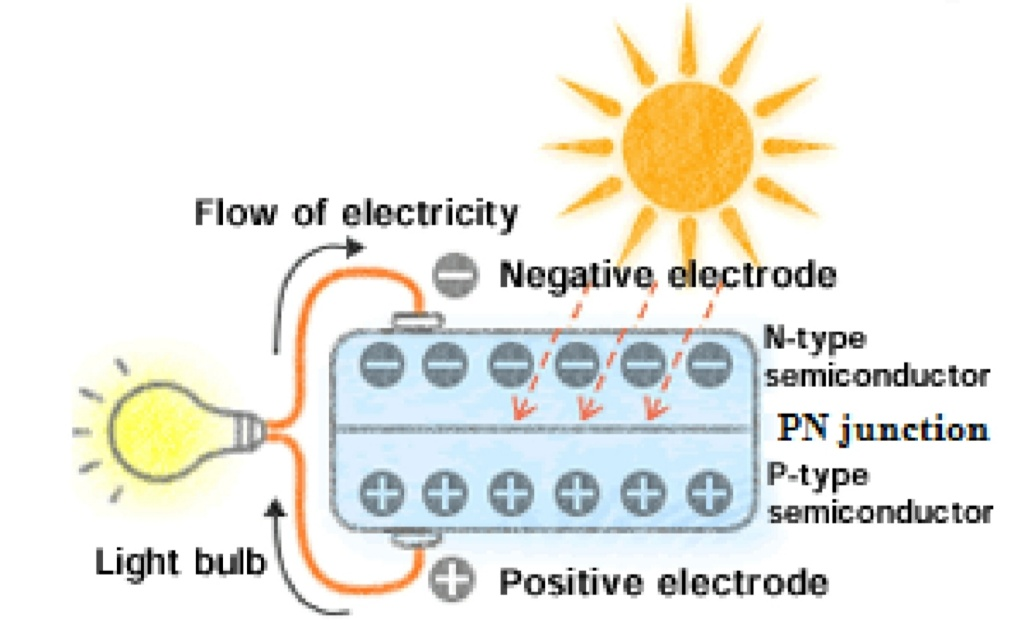 Flow of electricity
Negative electrode
N-type
semiconductor
PN junction
P-type
semiconductor
Light bulb
Positive electrode